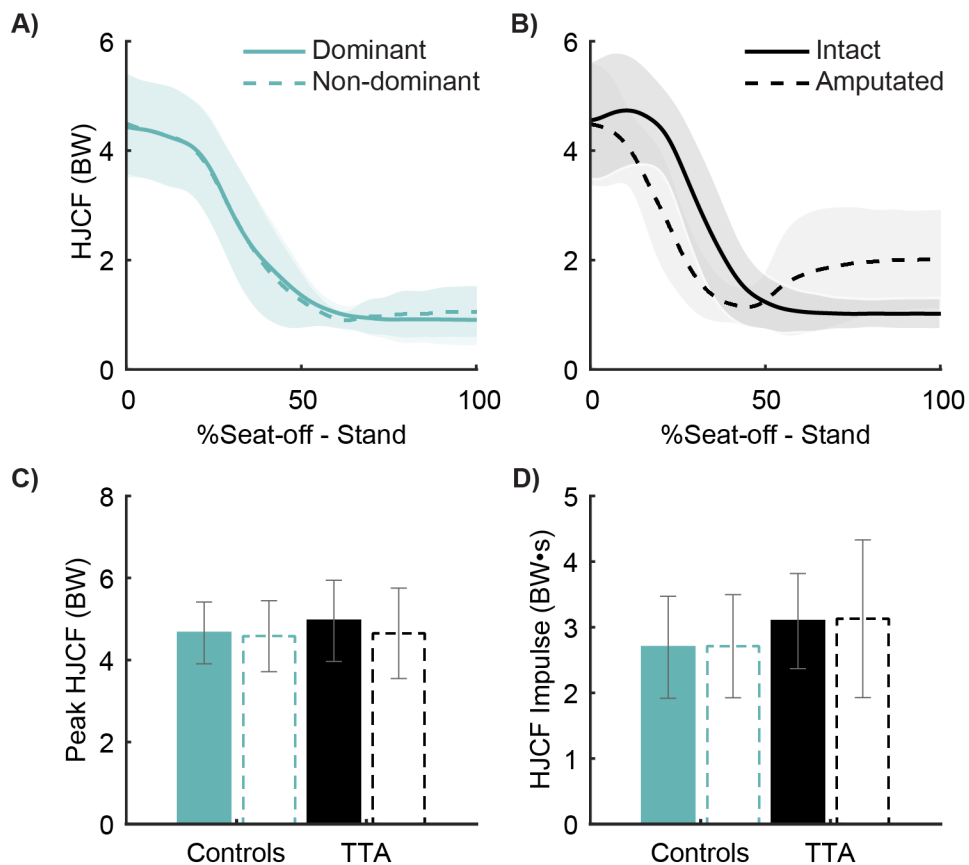 A)
6
4
2
0
HJCF (BW)
Dominant
Non-dominant
0
50
100
%Seat-off - Stand
B)
6
4
2
0
Intact
Amputated
0
50
100
%Seat-off - Stand
C)
8
6
4
2
0
Peak HJCF (BW)
Controls
TTA
D)
5
4
3
2
1
0
HJCF Impulse (BW•s)
Controls
TTA